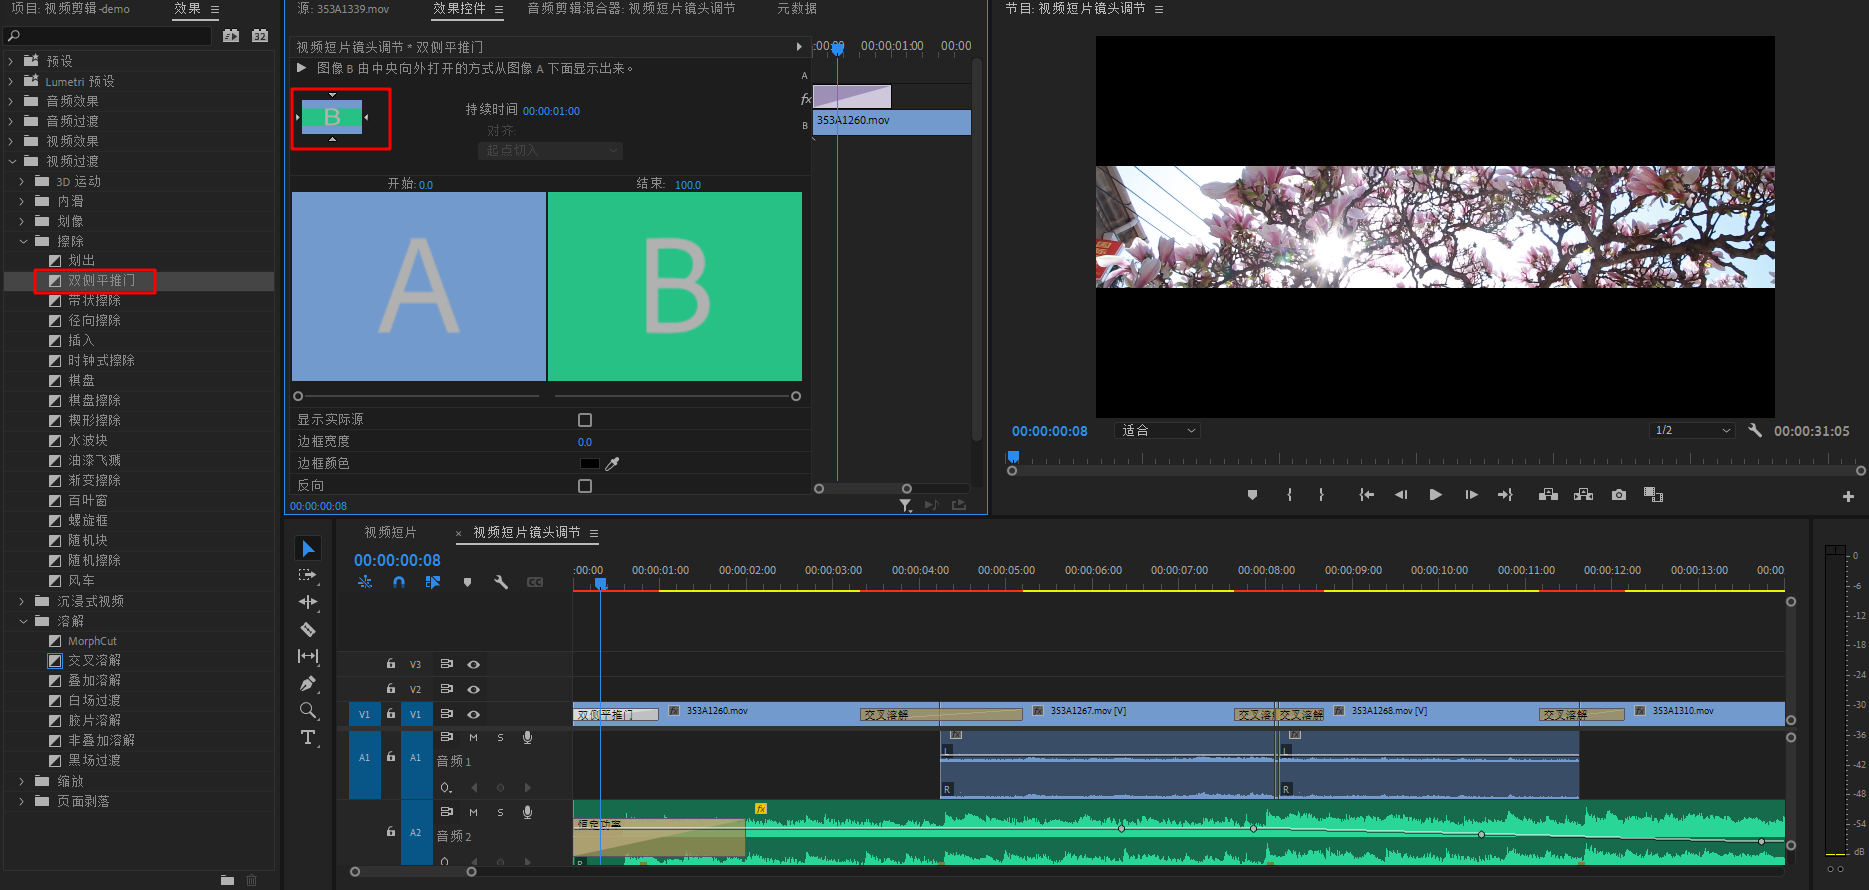 项目: 视频剪辑 -demo
效果
预设
Lumetri 预设
音频效果
音频过渡
视频效果
视频过渡
3D 运动
内滑
划像
擦除
划出
双侧平推门
带状擦除
径向擦除
插入
时钟式擦除
棋盘
棋盘擦除
楔形擦除
水波块
油漆飞溅
渐变擦除
百叶窗
螺旋框
随机块
随机擦除
风车
沉浸式视频
溶解
MorphCut
交叉溶解
叠加溶解
白场过渡
胶片溶解
非叠加溶解
黑场过渡
缩放
页面剥落
源: 353A1339.mov
效果控件
音频剪辑混合器: 视频短片镜头调节
元数据
视频短片镜头调节 * 双侧平推门
图像 B 由中央向外打开的方式从图像 A 下面显示出来。
B
持续时间 00:00:01:00
对齐:
起点切入
开始: 0.0
结束: 100.0
A
B
显示实际源
边框宽度 0.0
边框颜色
反向
00:00:00:08
:00:00 00:00:01:00 00:00
A
fx
B 353A1260.mov
节目: 视频短片镜头调节
00:00:00:08
适合
1/2
00:00:31:05
视频短片
× 视频短片镜头调节
00:00:00:08
:00:00 00:00:01:00 00:00:02:00 00:00:03:00 00:00:04:00 00:00:05:00 00:00:06:00 00:00:07:00 00:00:08:00 00:00:09:00 00:00:10:00 00:00:11:00 00:00:12:00 00:00:13:00 00:00
V3
V2
V1 V1 双侧平推门 fx 353A1260.mov 交叉溶解 fx 353A1267.mov [V] 交叉溶 交叉溶解 fx 353A1268.mov [V] 交叉溶解 fx 353A1310.mov
A1 A1 M S
音频 1
L L
R R
A2 M S
音频 2
fx
恒定功率
R
0
-6
-12
-18
-24
-30
-36
-42
-48
-54
dB